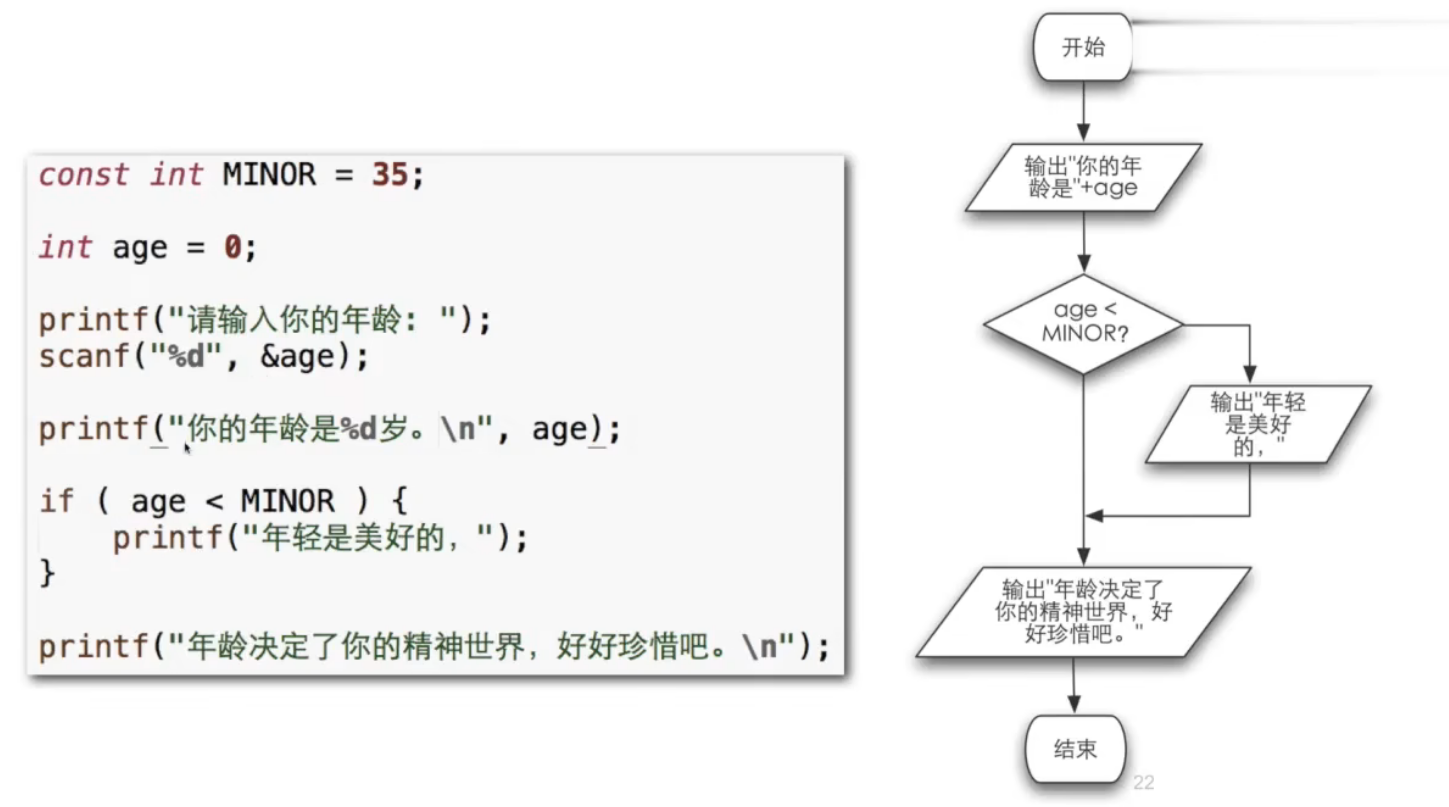 const int MINOR = 35;
int age = 0;
printf("请输入你的年龄: ");
scanf("%d", &age);
printf("你的年龄是%d岁。\n", age);
if ( age < MINOR ) {
printf("年轻是美好的，");
}
printf("年龄决定了你的精神世界，好好珍惜吧。\n");
开始
输出"你的年
龄是"+age
age <
MINOR?
输出"年轻
是美好
的，"
输出"年龄决定了
你的精神世界，好
好珍惜吧。"
结束
22